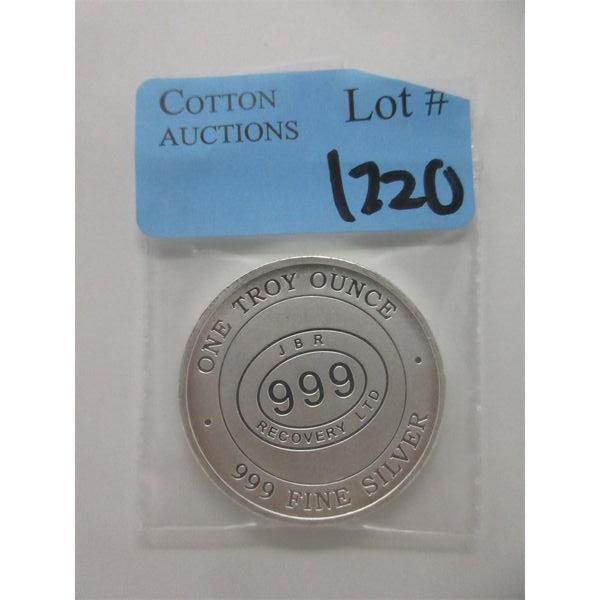 COTTON
AUCTIONS
Lot #
1220
ONE TROY OUNCE
JBR
999
RECOVERY LTD
999 FINE SILVER